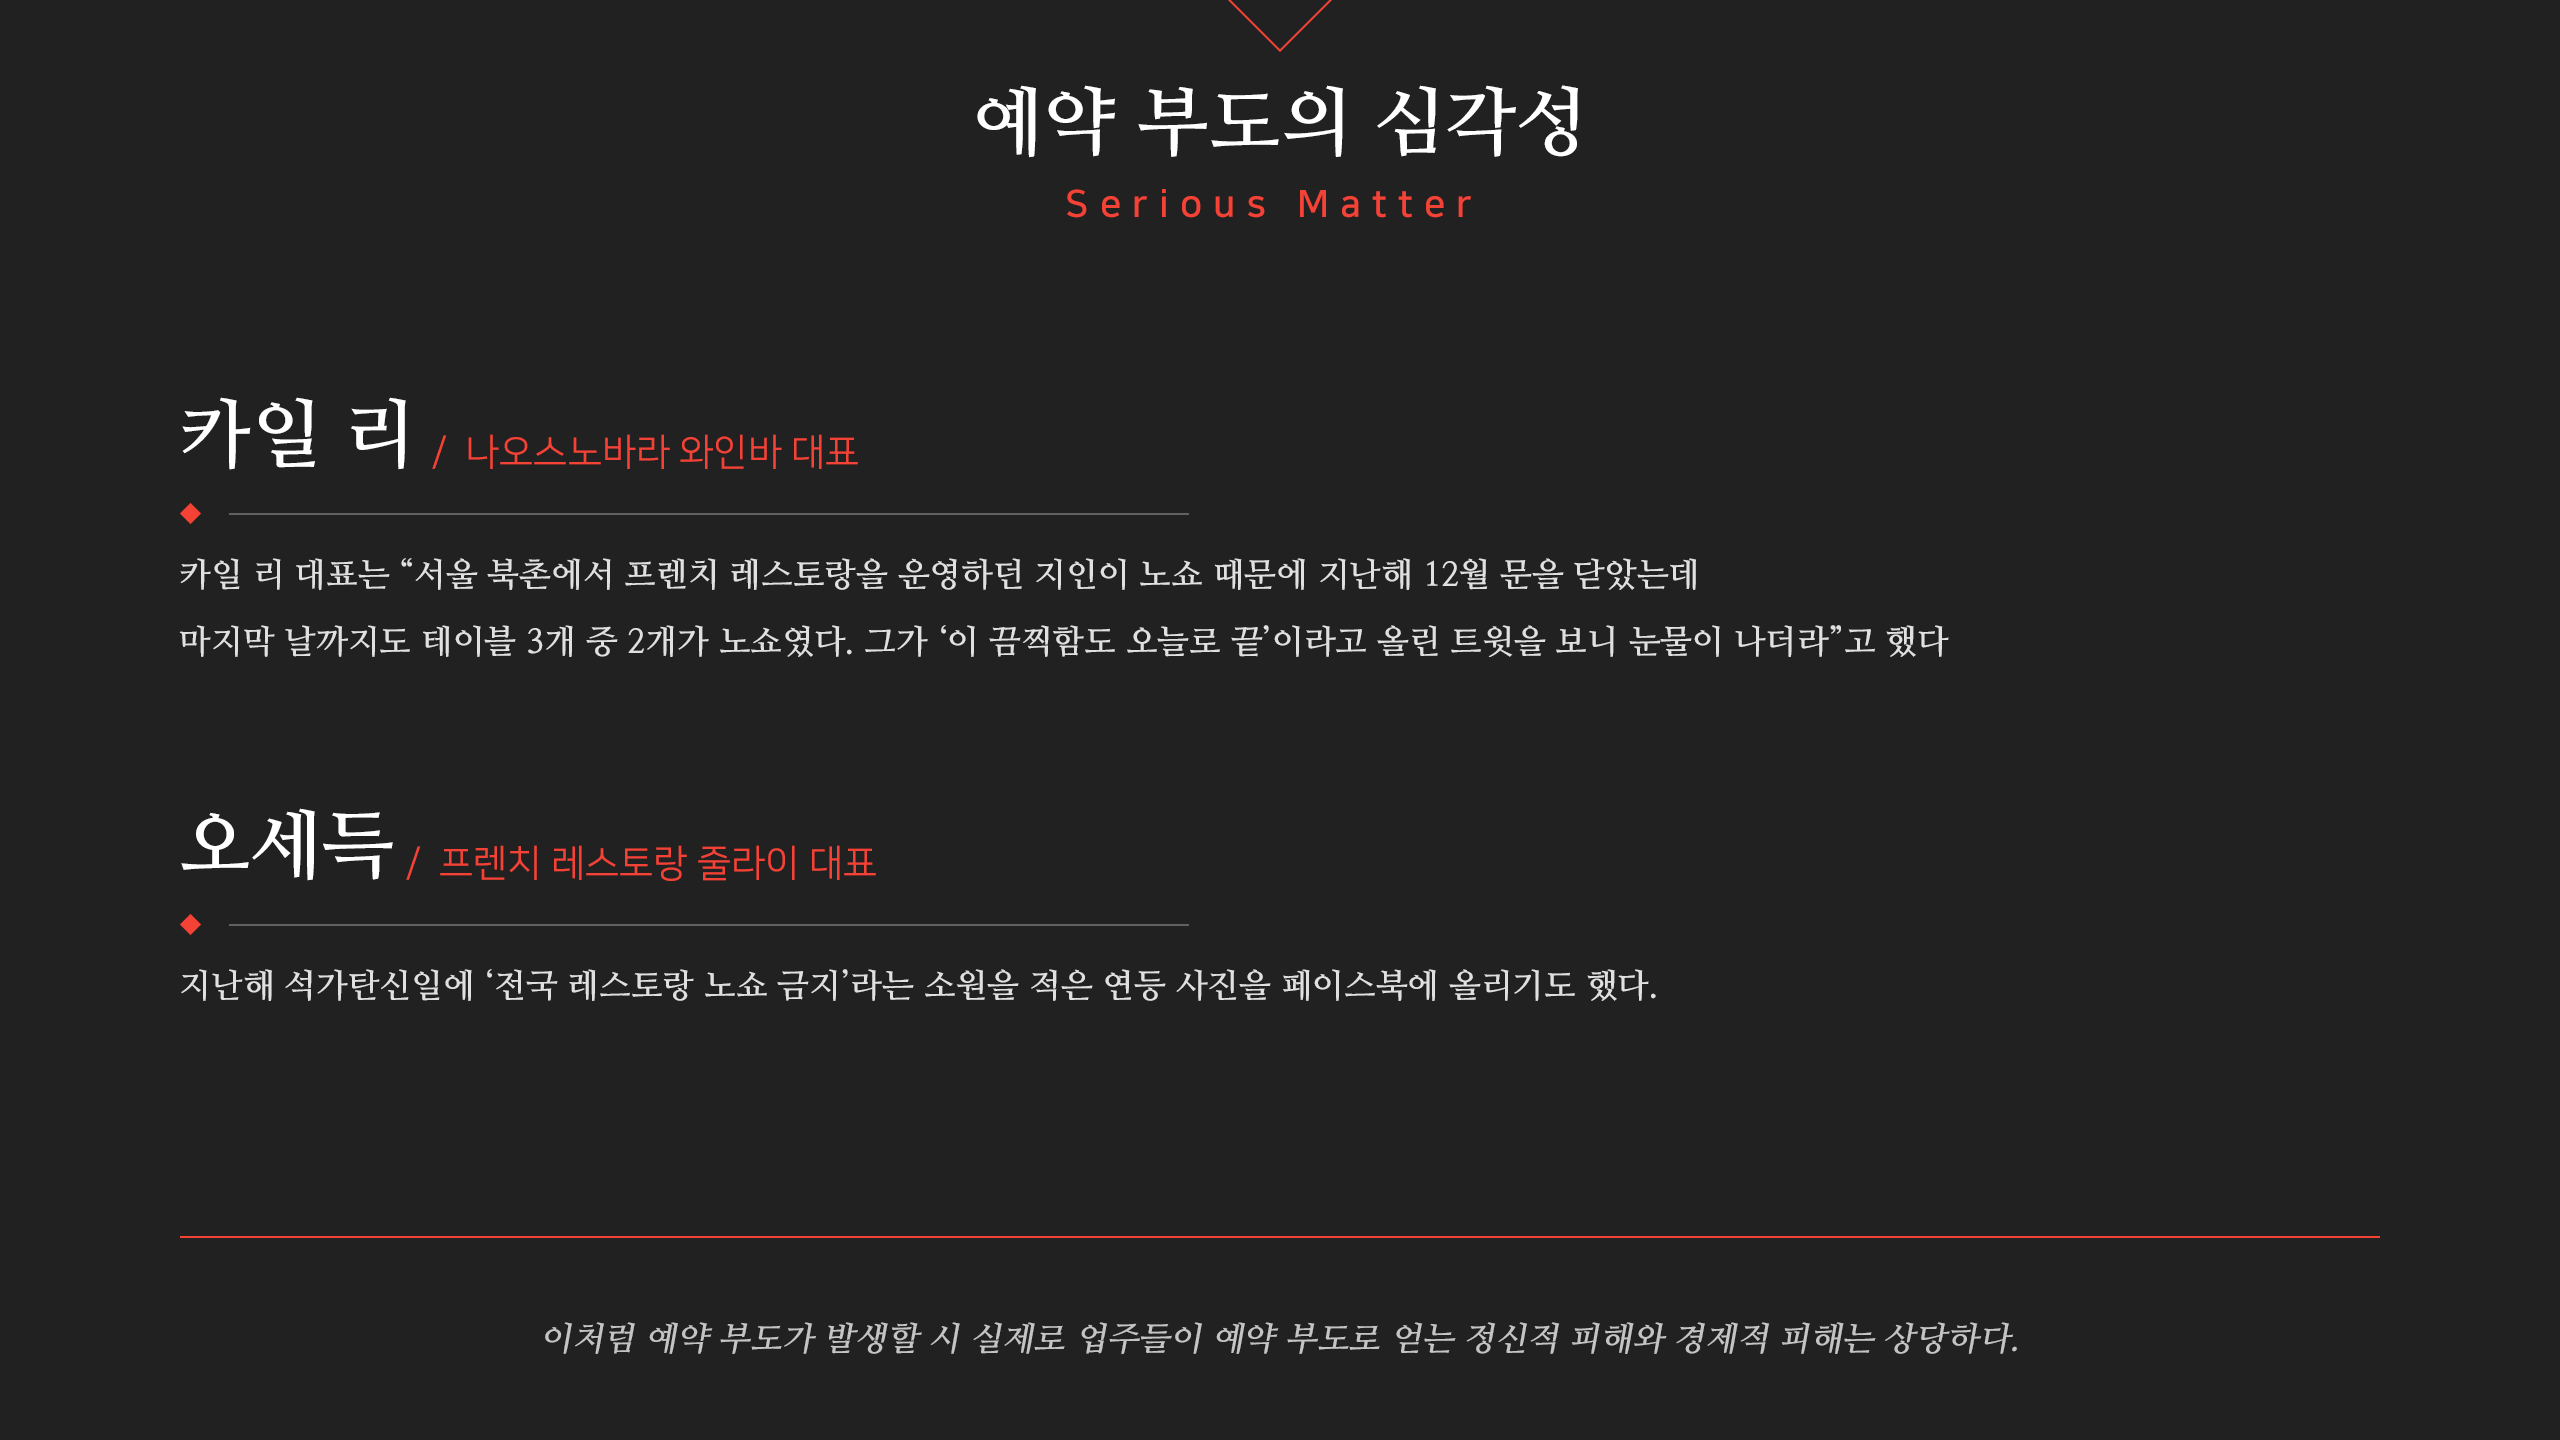 예약 부도의 심각성
Serious Matter
카일 리 / 나오스노바라 와인바 대표
카일 리 대표는 “서울 북촌에서 프렌치 레스토랑을 운영하던 지인이 노쇼 때문에 지난해 12월 문을 닫았는데
마지막 날까지도 테이블 3개 중 2개가 노쇼였다. 그가 ‘이 끔찍함도 오늘로 끝’이라고 올린 트윗을 보니 눈물이 나더라”고 했다
오세득 / 프렌치 레스토랑 줄라이 대표
지난해 석가탄신일에 ‘전국 레스토랑 노쇼 금지’라는 소원을 적은 연등 사진을 페이스북에 올리기도 했다.
이처럼 예약 부도가 발생할 시 실제로 업주들이 예약 부도로 얻는 정신적 피해와 경제적 피해는 상당하다.